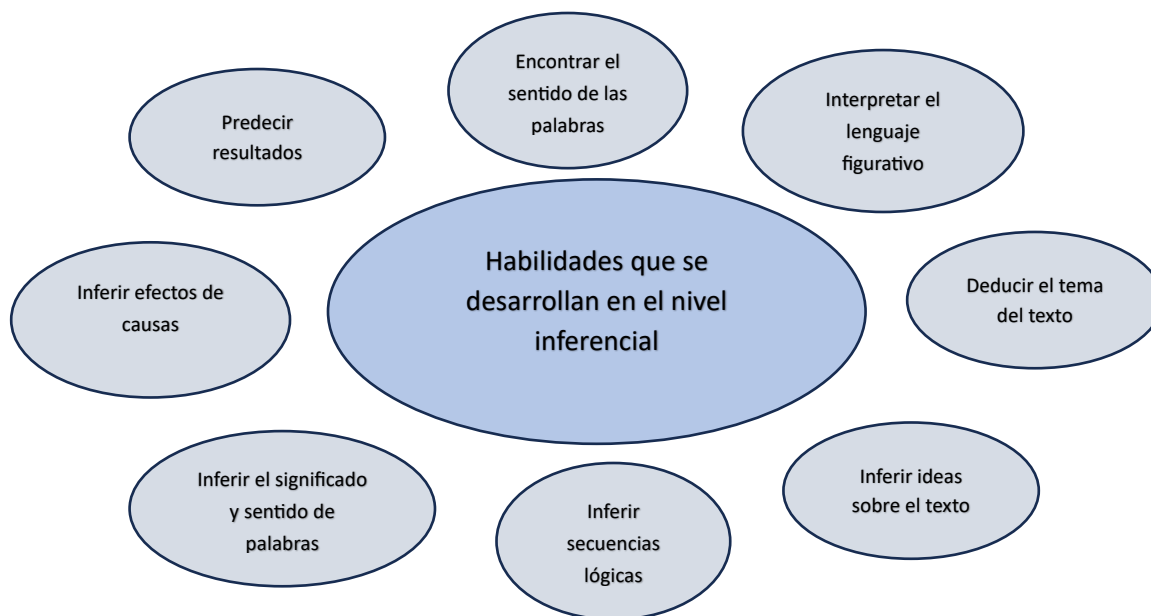 Encontrar el
sentido de las
palabras
Interpretar el
lenguaje
figurativo
Predecir
resultados
Habilidades que se
desarrollan en el nivel
inferencial
Deducir el tema
del texto
Inferir efectos de
causas
Inferir ideas
sobre el texto
Inferir el significado
y sentido de
palabras
Inferir
secuencias
lógicas